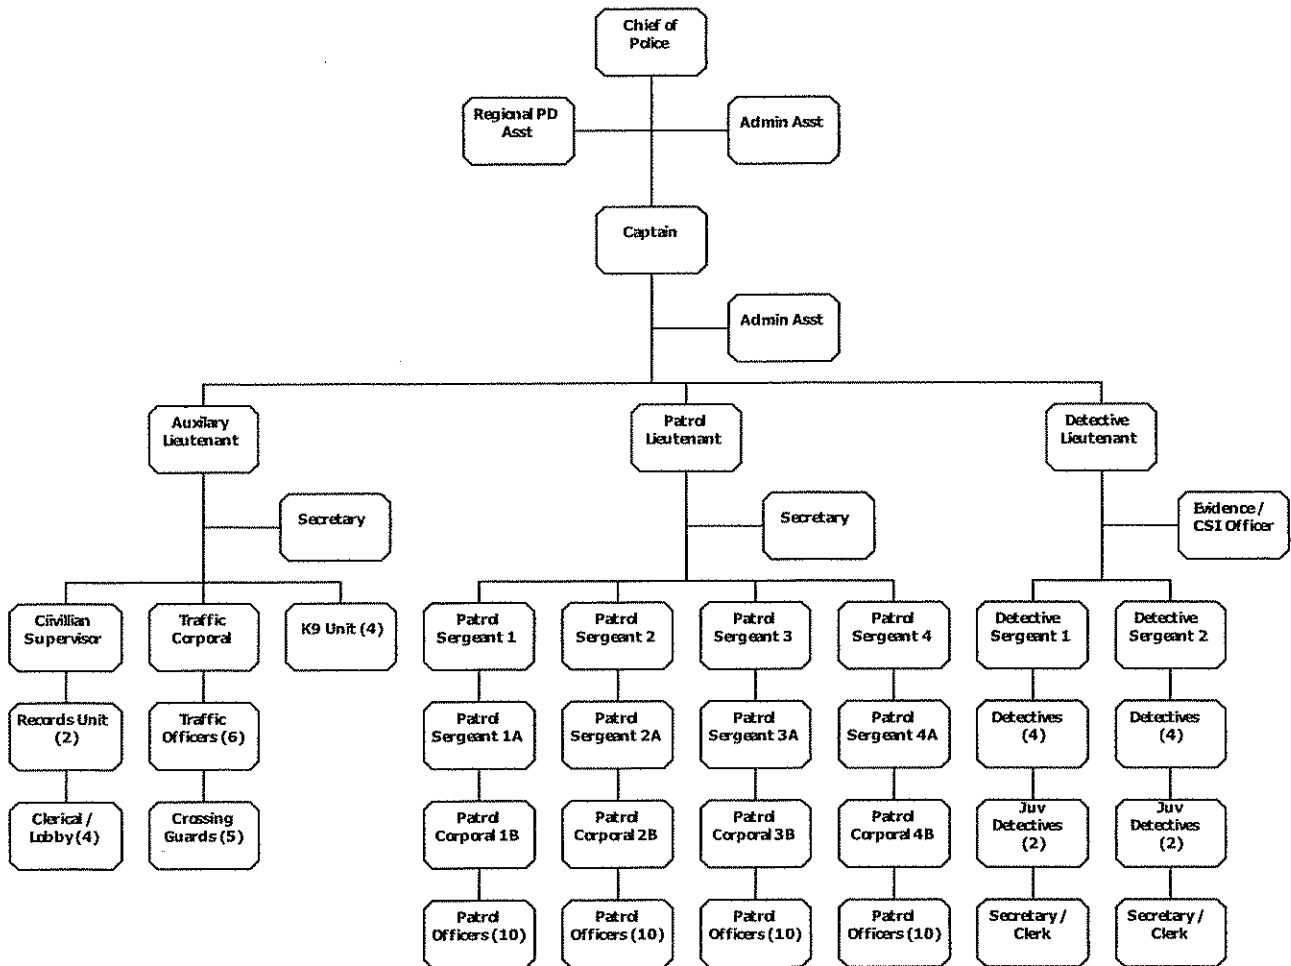 Chief of
Police
Regional PD
Asst
Admin Asst
Captain
Admin Asst
Auxilary
Lieutenant
Patrol
Lieutenant
Detective
Lieutenant
Secretary
Secretary
Evidence /
CSI Officer
Ciivillian
Supervisor
Traffic
Corporal
K9 Unit (4)
Patrol
Sergeant 1
Patrol
Sergeant 2
Patrol
Sergeant 3
Patrol
Sergeant 4
Detective
Sergeant 1
Detective
Sergeant 2
Records Unit
(2)
Traffic
Officers (6)
Patrol
Sergeant 1A
Patrol
Sergeant 2A
Patrol
Sergeant 3A
Patrol
Sergeant 4A
Detectives
(4)
Detectives
(4)
Clerical /
Lobby (4)
Crossing
Guards (5)
Patrol
Corporal 1B
Patrol
Corporal 2B
Patrol
Corporal 3B
Patrol
Corporal 4B
Juv
Detectives
(2)
Juv
Detectives
(2)
Patrol
Officers (10)
Patrol
Officers (10)
Patrol
Officers (10)
Patrol
Officers (10)
Secretary /
Clerk
Secretary /
Clerk